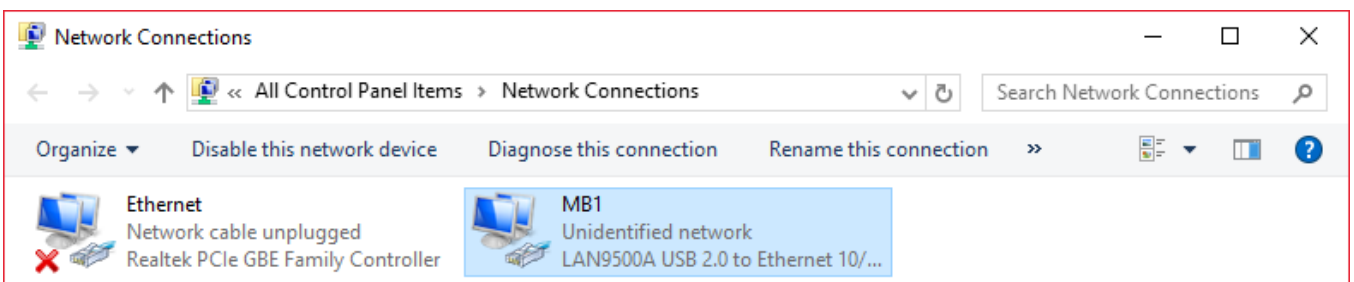 Network Connections
« All Control Panel Items › Network Connections
Search Network Connections
Organize Disable this network device Diagnose this connection Rename this connection »
Ethernet
Network cable unplugged
Realtek PCIe GBE Family Controller
MB1
Unidentified network
LAN9500A USB 2.0 to Ethernet 10/...